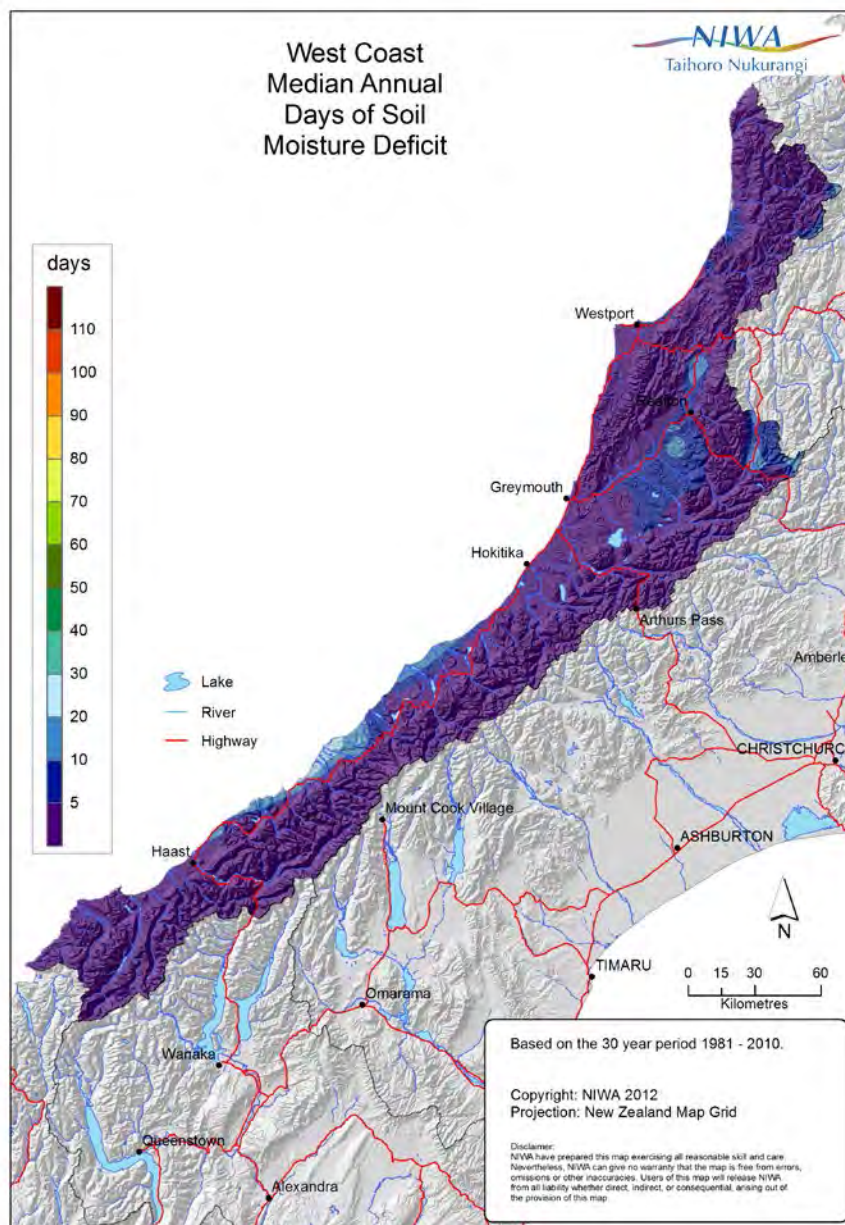 West Coast
Median Annual
Days of Soil
Moisture Deficit
NIWA
Taihoro Nukurangi
days
110
100
90
80
70
60
50
40
30
20
10
5
Westport
Reefton
Greymouth
Hokitika
Arthurs Pass
Amberle
Lake
River
Highway
CHRISTCHURC
Mount Cook Village
ASHBURTON
Haast
N
TIMARU
0 15 30 60
Kilometres
Omarama
Wanaka
Queenstown
Alexandra
Based on the 30 year period 1981 - 2010.
Copyright: NIWA 2012
Projection: New Zealand Map Grid
Disclaimer:
NIWA have prepared this map exercising all reasonable skill and care.
Nevertheless, NIWA can give no warranty that the map is free from errors,
omissions or other inaccuracies. Users of this map will release NIWA
from all liability whether direct, indirect, or consequential, arising out of
the provision of this map